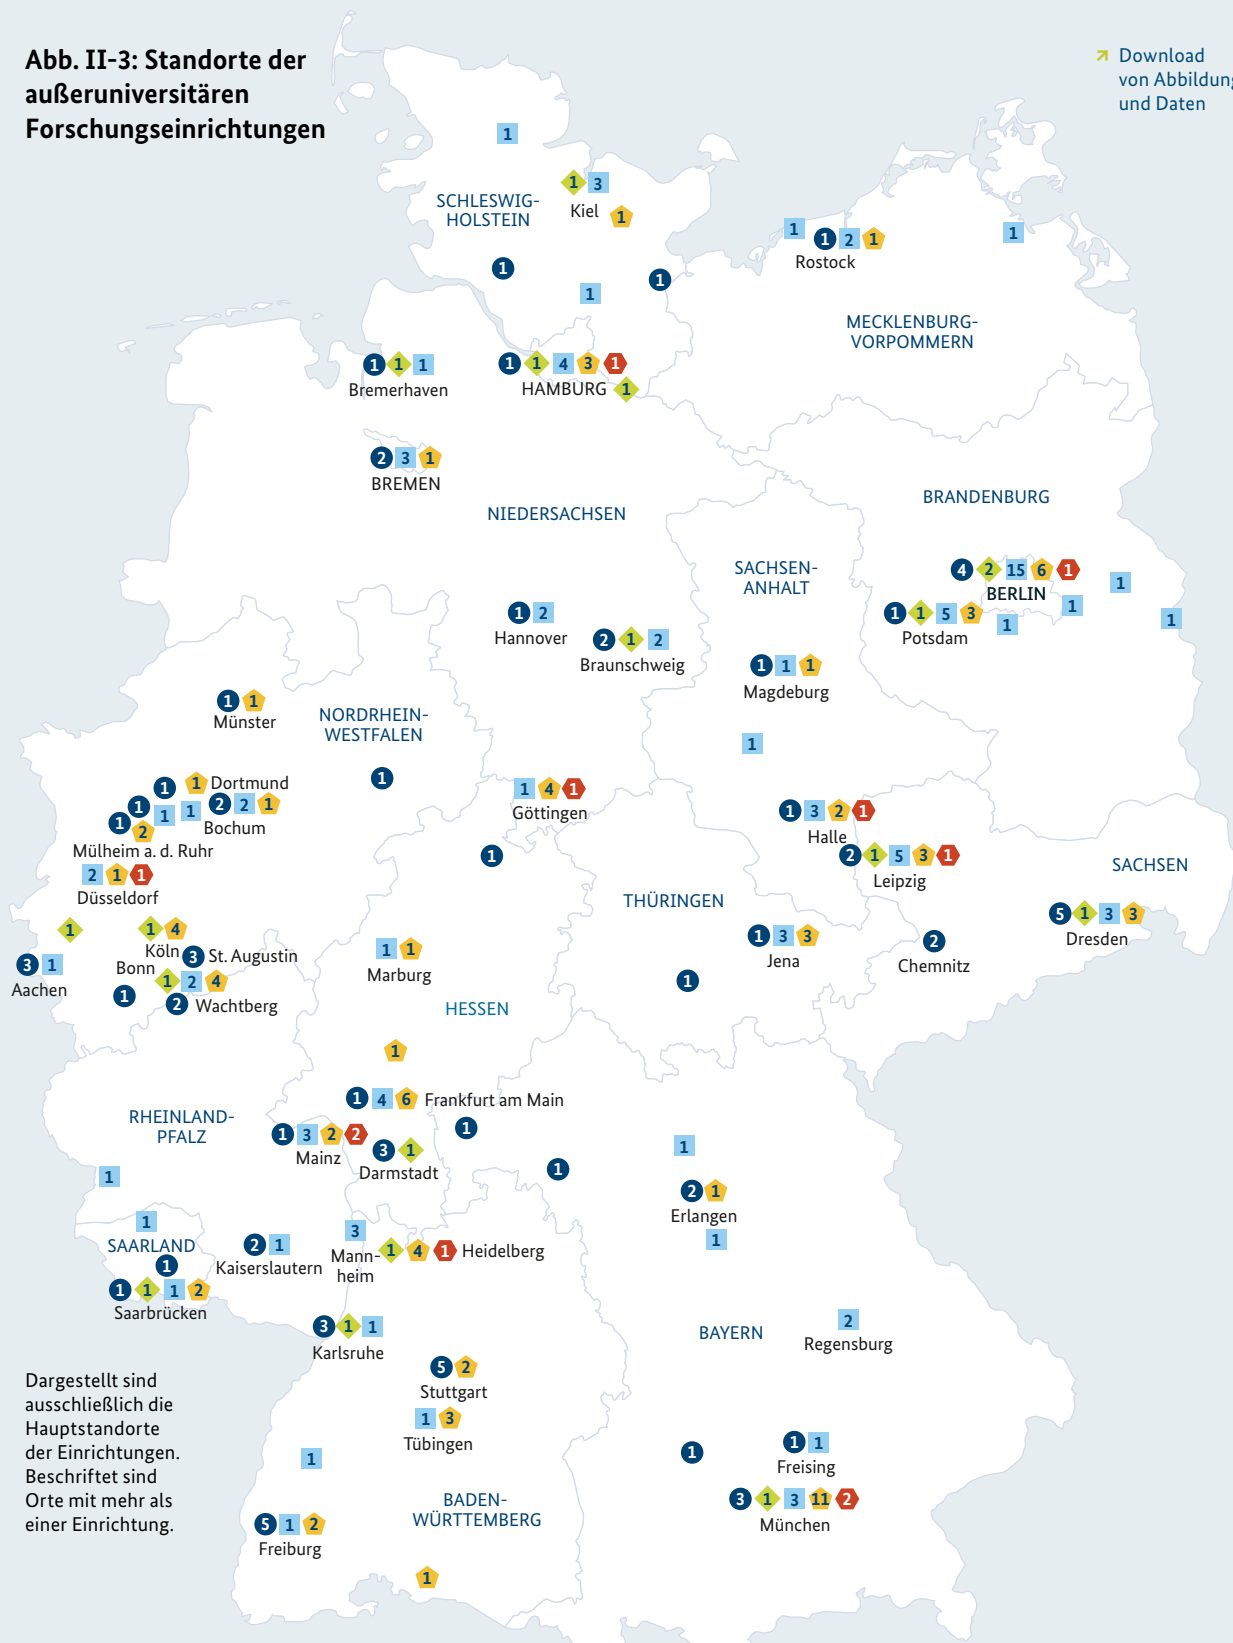 Abb. II-3: Standorte der
außeruniversitären
Forschungseinrichtungen
Download
von Abbildung
und Daten
1
1 3
Kiel
1
SCHLESWIG-
HOLSTEIN
1
1
1
1
1 2 1
Rostock
1
MECKLENBURG-
VORPOMMERN
1 1 1
Bremerhaven
1 1 4 3 1
HAMBURG
1
2 3 1
BREMEN
NIEDERSACHSEN
BRANDENBURG
SACHSEN-
ANHALT
4 2 15 6 1
BERLIN
1
1
1
1
1 1 5 3
Potsdam
1 2
Hannover
2 1 2
Braunschweig
1 1 1
Magdeburg
1 1
Münster
NORDRHEIN-
WESTFALEN
1
1
1
1 Dortmund
1
2 2 1
Bochum
1
1
1
2
Mülheim a. d. Ruhr
1 4 1
Göttingen
1
1 3 2 1
Halle
2 1 5 3 1
Leipzig
SACHSEN
2 1 1
Düsseldorf
THÜRINGEN
5 1 3 3
Dresden
1
1 4
Köln
3 St. Augustin
1 3 3
Jena
2
Chemnitz
3 1
Aachen
Bonn
1 2 4
1
2 Wachtberg
1 1
Marburg
1
HESSEN
1
1 4 6 Frankfurt am Main
RHEINLAND-
PFALZ
1 3 2 2
Mainz
3 1
Darmstadt
1
1
1
1
2 1
Erlangen
1
1
SAARLAND
1
1 1 1 2
Saarbrücken
2 1
Kaiserslautern
3
Mann-
heim
1 4 1 Heidelberg
3 1 1
Karlsruhe
BAYERN
2
Regensburg
5 2
Stuttgart
1 3
Tübingen
Dargestellt sind
ausschließlich die
Hauptstandorte
der Einrichtungen.
Beschriftet sind
Orte mit mehr als
einer Einrichtung.
1
1
1 1
Freising
3 1 3 11 2
München
BADEN-
WÜRTTEMBERG
5 1 2
Freiburg
1